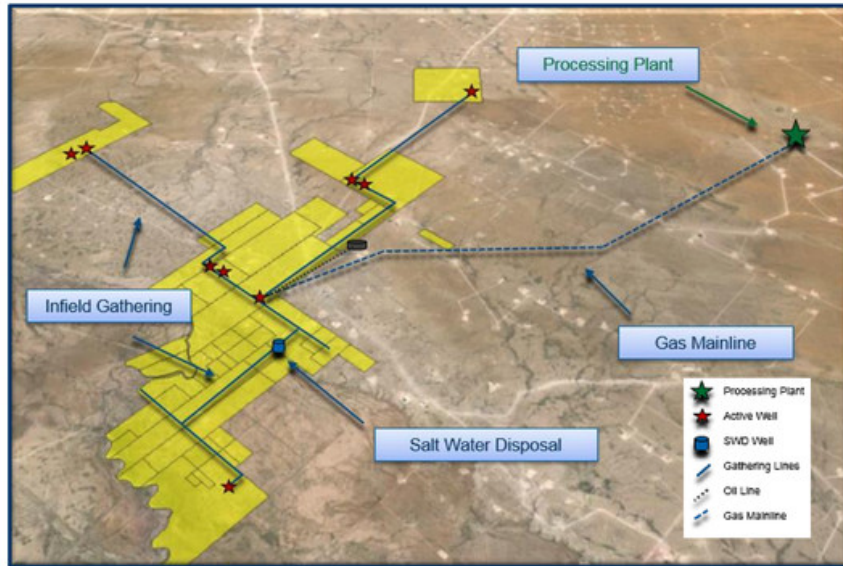 Processing Plant
Infield Gathering
Gas Mainline
Salt Water Disposal
Processing Plant
Active Well
SWD Well
Gathering Lines
Oil Line
Gas Mainline